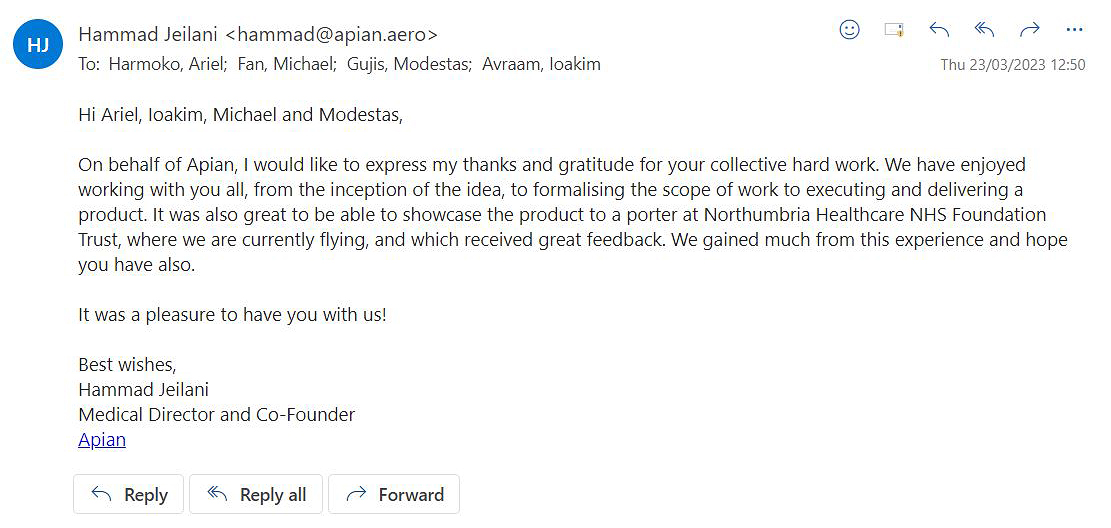 HJ
Hammad Jeilani <hammad@apian.aero>
To: Harmoko, Ariel; Fan, Michael; Gujis, Modestas; Avraam, Ioakim
Thu 23/03/2023 12:50
Hi Ariel, Ioakim, Michael and Modestas,
On behalf of Apian, I would like to express my thanks and gratitude for your collective hard work. We have enjoyed
working with you all, from the inception of the idea, to formalising the scope of work to executing and delivering a
product. It was also great to be able to showcase the product to a porter at Northumbria Healthcare NHS Foundation
Trust, where we are currently flying, and which received great feedback. We gained much from this experience and hope
you have also.
It was a pleasure to have you with us!
Best wishes,
Hammad Jeilani
Medical Director and Co-Founder
Apian
Reply Reply all Forward